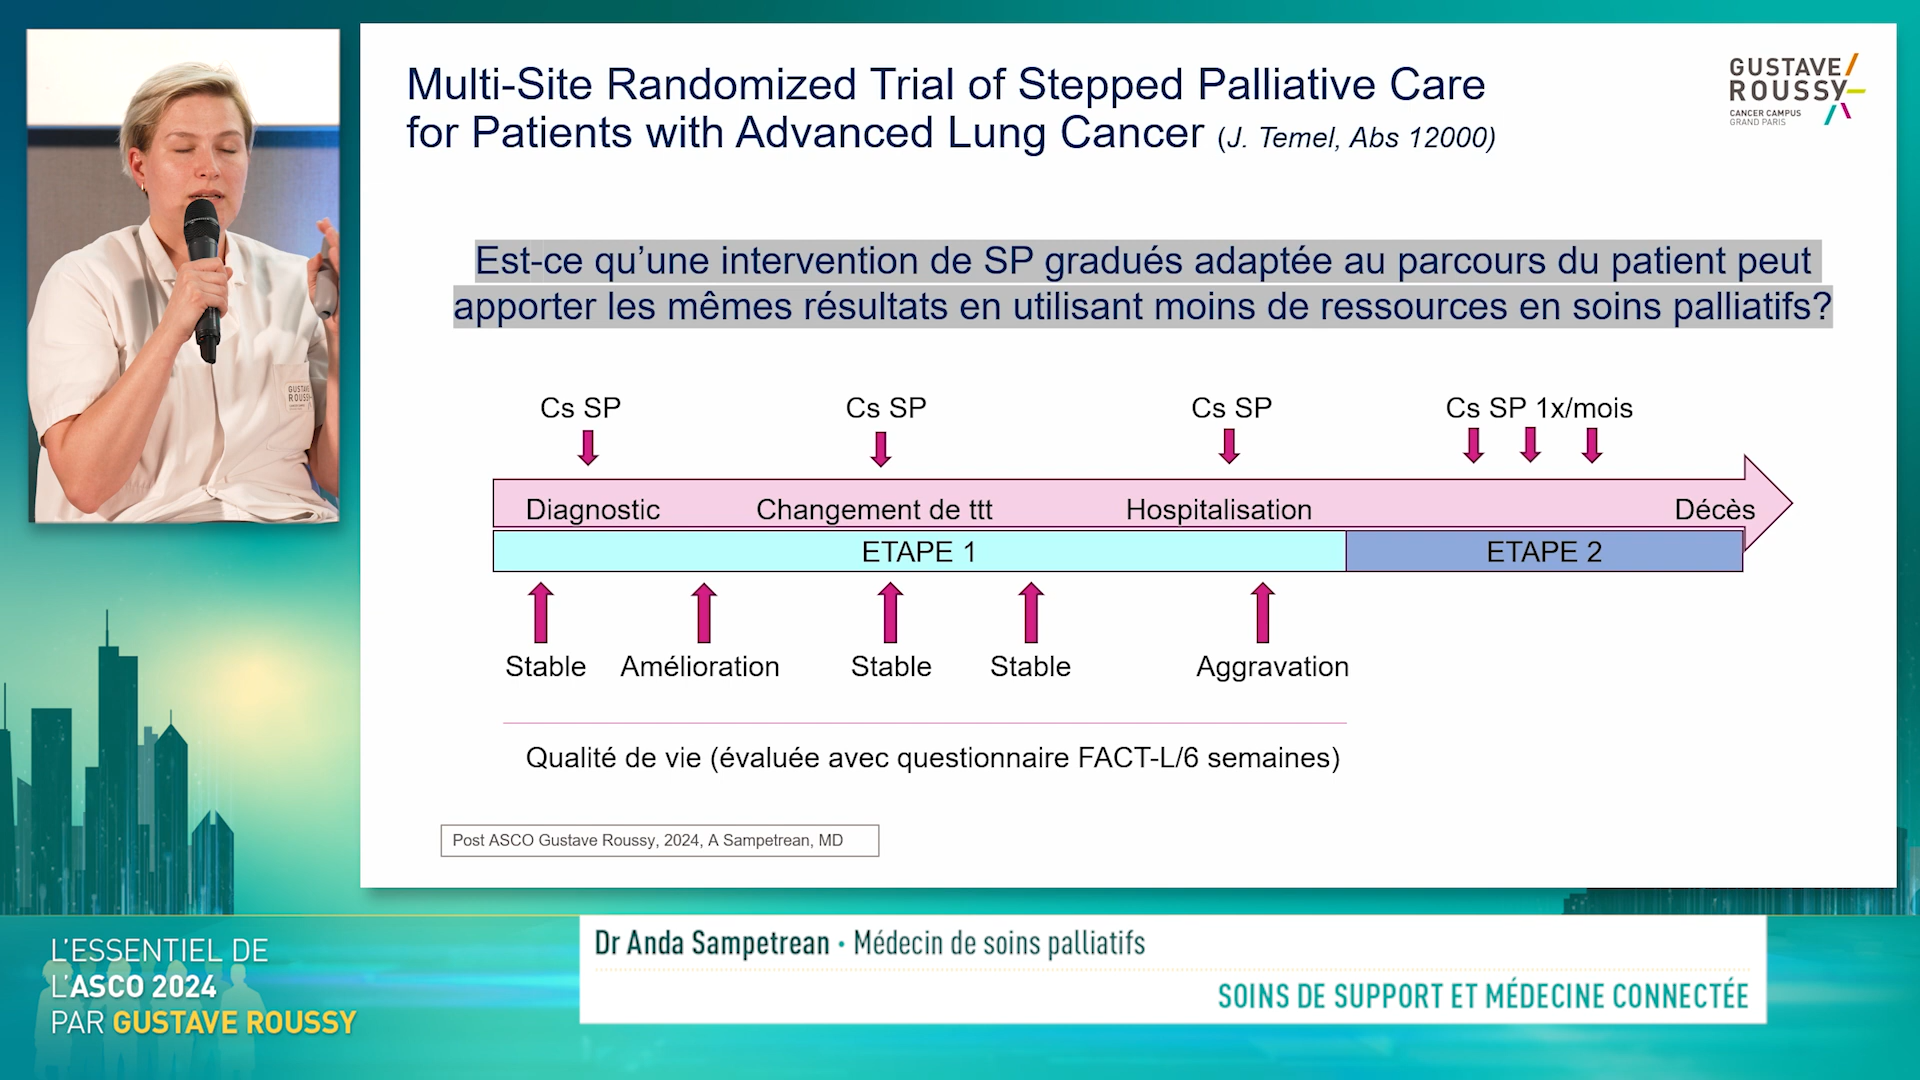 GUSTAVE/
ROUSSY
CANCER CAMPUS
GRAND PARIS
Multi-Site Randomized Trial of Stepped Palliative Care
for Patients with Advanced Lung Cancer (J. Temel, Abs 12000)
Est-ce qu’une intervention de SP gradués adaptée au parcours du patient peut
apporter les mêmes résultats en utilisant moins de ressources en soins palliatifs?
Cs SP
Cs SP
Cs SP
Cs SP 1x/mois
Diagnostic
Changement de ttt
Hospitalisation
Décès
ETAPE 1
ETAPE 2
Stable
Amélioration
Stable
Stable
Aggravation
Qualité de vie (évaluée avec questionnaire FACT-L/6 semaines)
Post ASCO Gustave Roussy, 2024, A Sampetrean, MD
L’ESSENTIEL DE
L’ASCO 2024
PAR GUSTAVE ROUSSY
Dr Anda Sampetrean • Médecin de soins palliatifs
SOINS DE SUPPORT ET MÉDECINE CONNECTÉE